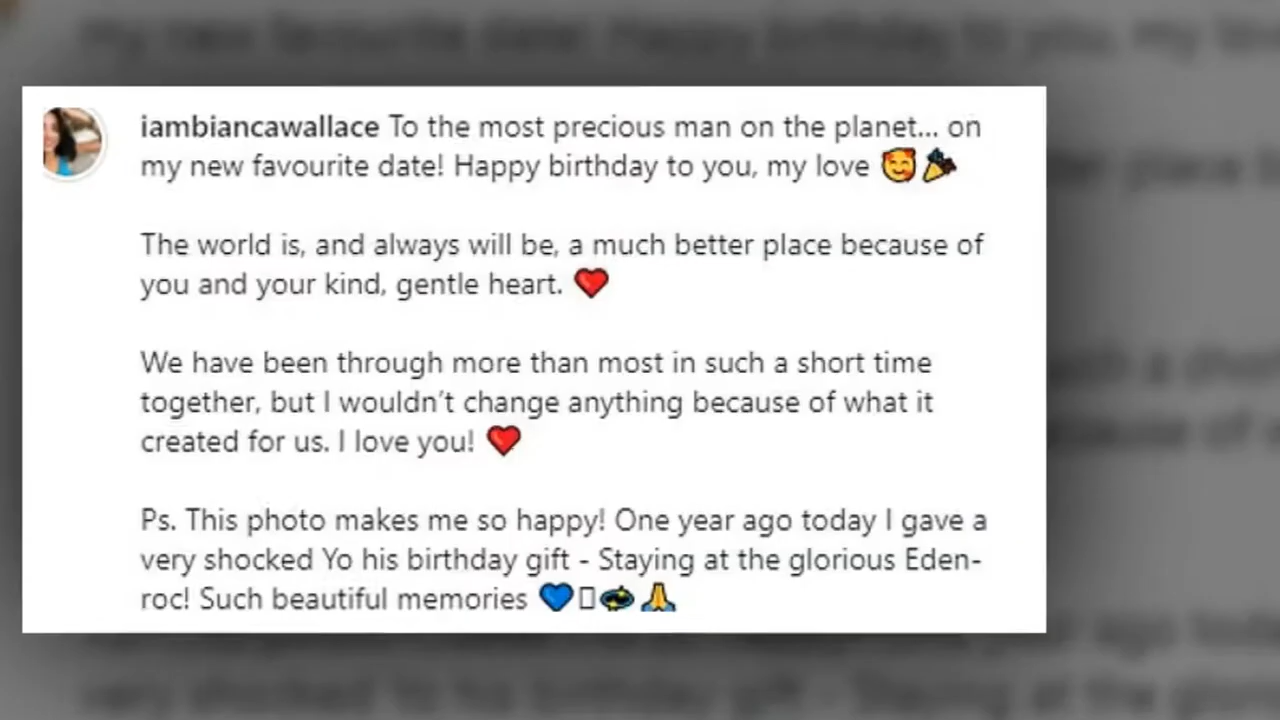 iambiancawallace To the most precious man on the planet... on
my new favourite date! Happy birthday to you, my love 🥰🎉
The world is, and always will be, a much better place because of
you and your kind, gentle heart. ❤️
We have been through more than most in such a short time
together, but I wouldn't change anything because of what it
created for us. I love you! ❤️
Ps. This photo makes me so happy! One year ago today I gave a
very shocked Yo his birthday gift - Staying at the glorious Eden-
roc! Such beautiful memories 💙▯💫🙏